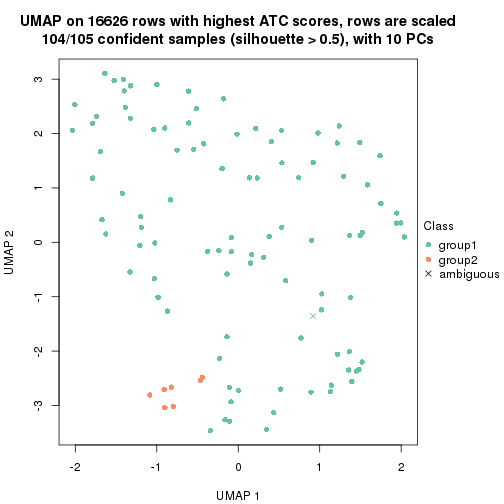 UMAP on 16626 rows with highest ATC scores, rows are scaled
104/105 confident samples (silhouette > 0.5), with 10 PCs
3
2
1
0
-1
-2
-3
UMAP 2
-2
-1
0
1
2
UMAP 1
Class
group1
group2
ambiguous